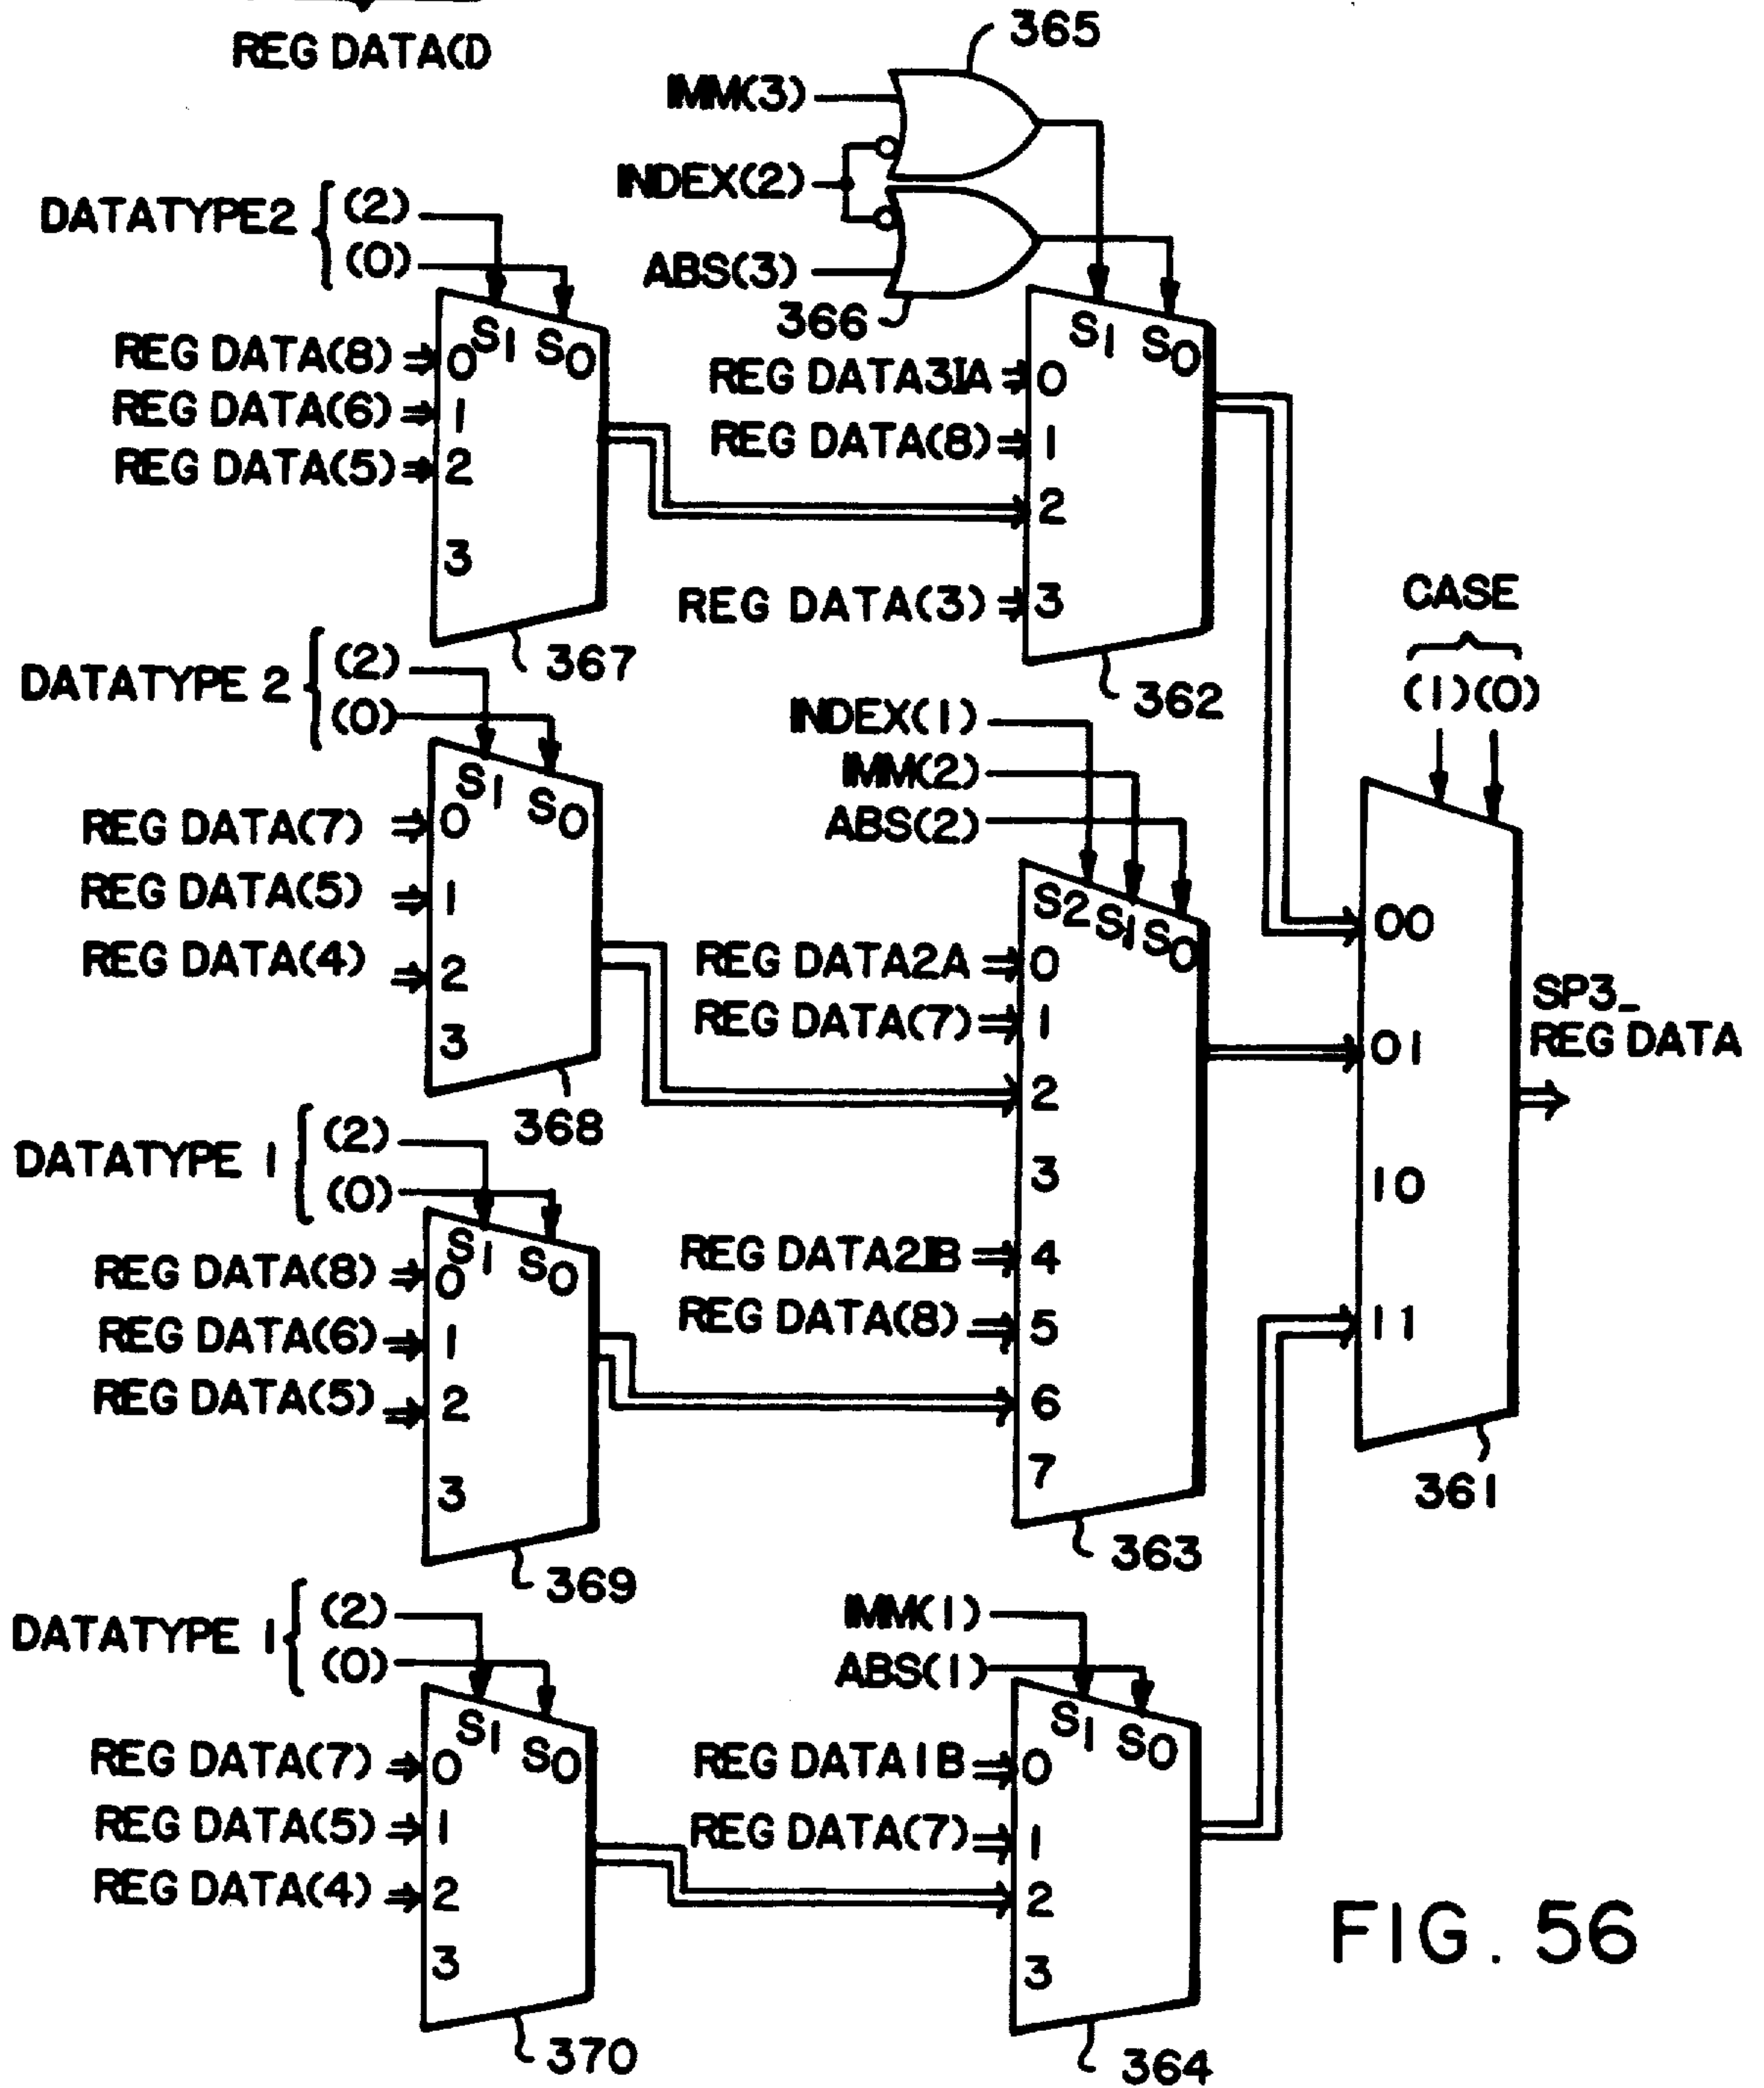 REG DATA(1)
365
IMM(3)
INDEX(2)
ABS(3)
366
DATATYPE2 { (2)
(0)
S1 S0
REG DATA(8) 0
REG DATA(6) 1
REG DATA(5) 2
3
367
S1 S0
REG DATA3IA 0
REG DATA(8) 1
2
REG DATA(3) 3
362
CASE
(1)(0)
DATATYPE 2 { (2)
(0)
S1 S0
REG DATA(7) 0
REG DATA(5) 1
REG DATA(4) 2
3
368
INDEX(1)
IMM(2)
ABS(2)
S2 S1 S0
REG DATA2A 0
REG DATA(7) 1
2
3
REG DATA2IB 4
REG DATA(8) 5
6
7
363
00
01
10
11
SP3_
REG DATA
361
DATATYPE 1 { (2)
(0)
S1 S0
REG DATA(8) 0
REG DATA(6) 1
REG DATA(5) 2
3
369
DATATYPE 1 { (2)
(0)
S1 S0
REG DATA(7) 0
REG DATA(5) 1
REG DATA(4) 2
3
370
IMM(1)
ABS(1)
S1 S0
REG DATA1B 0
REG DATA(7) 1
2
3
364
FIG. 56